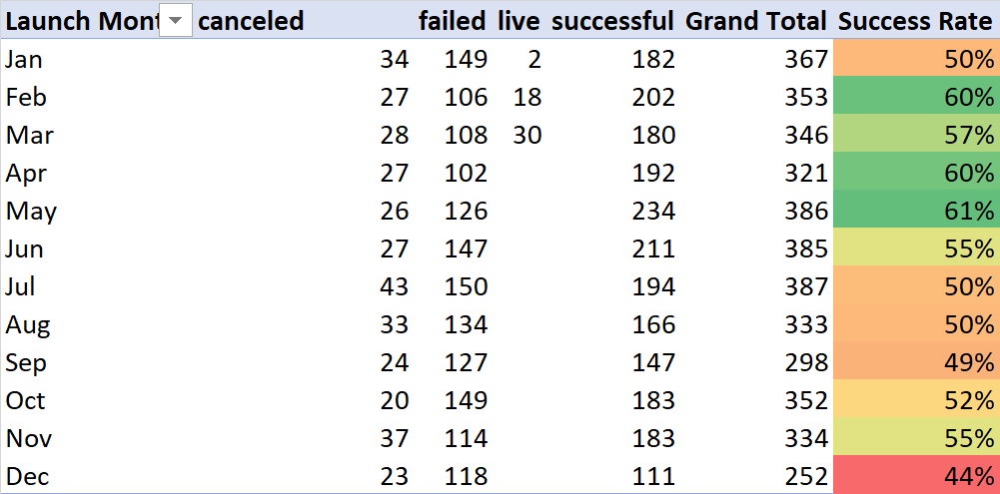 Launch Mont canceled failed live successful Grand Total Success Rate
Jan 34 149 2 182 367 50%
Feb 27 106 18 202 353 60%
Mar 28 108 30 180 346 57%
Apr 27 102 192 321 60%
May 26 126 234 386 61%
Jun 27 147 211 385 55%
Jul 43 150 194 387 50%
Aug 33 134 166 333 50%
Sep 24 127 147 298 49%
Oct 20 149 183 352 52%
Nov 37 114 183 334 55%
Dec 23 118 111 252 44%